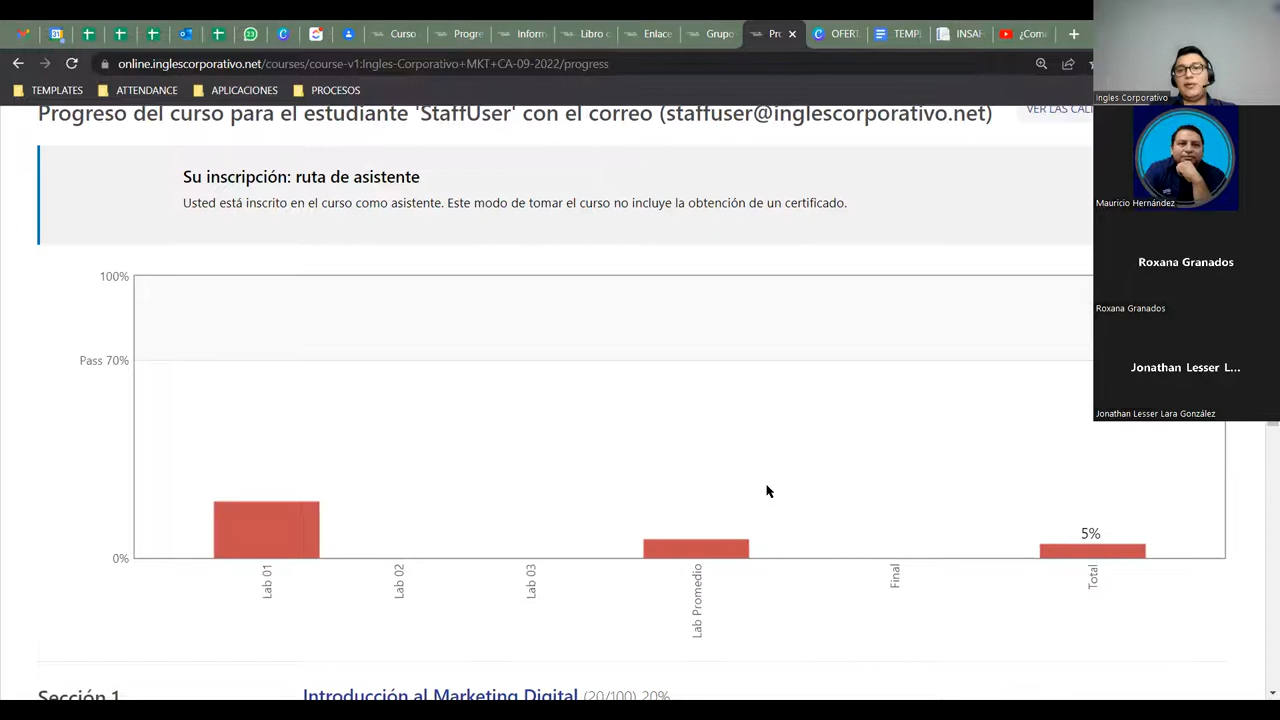 31
23
Curso
Progre
Inform
Libro c
Enlace
Grupo
Pro
OFERT
TEMPL
INSAF
¿Com
online.inglescorporativo.net/courses/course-v1:Ingles-Corporativo+MKT+CA-09-2022/progress
TEMPLATES
ATTENDANCE
APLICACIONES
PROCESOS
Progreso del curso para el estudiante 'StaffUser' con el correo (staffuser@inglescorporativo.net)
VER LAS CALI
Su inscripción: ruta de asistente
Usted está inscrito en el curso como asistente. Este modo de tomar el curso no incluye la obtención de un certificado.
100%
Pass 70%
0%
5%
Lab 01
Lab 02
Lab 03
Lab Promedio
Final
Total
Sección 1
Introducción al Marketing Digital (20/100) 20%
Ingles Corporativo
Mauricio Hernández
Roxana Granados
Roxana Granados
Jonathan Lesser L...
Jonathan Lesser Lara González